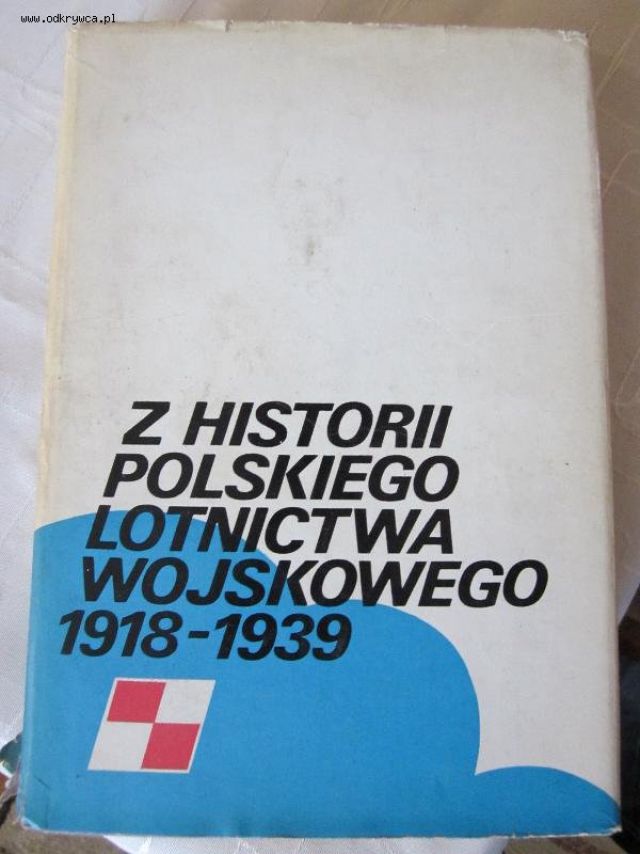 www.odkrywca.pl
Z HISTORII
POLSKIEGO
LOTNICTWA
WOJSKOWEGO
1918-1939